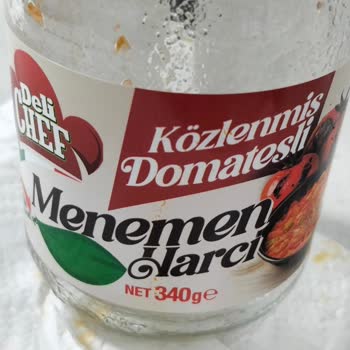 Deli
CHEF
Közlenmiş
Domatesli
Menemen
Harcı
NET 340g℮